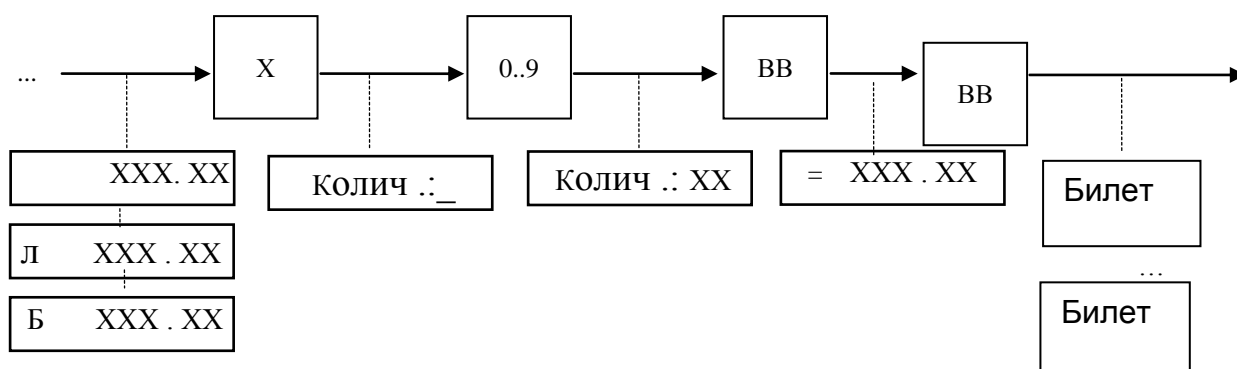 ...
X
0..9
ВВ
ВВ
XXX. XX
Колич .:_
Колич .: XX
= XXX . XX
Билет
Л XXX . XX
...
Б XXX . XX
Билет